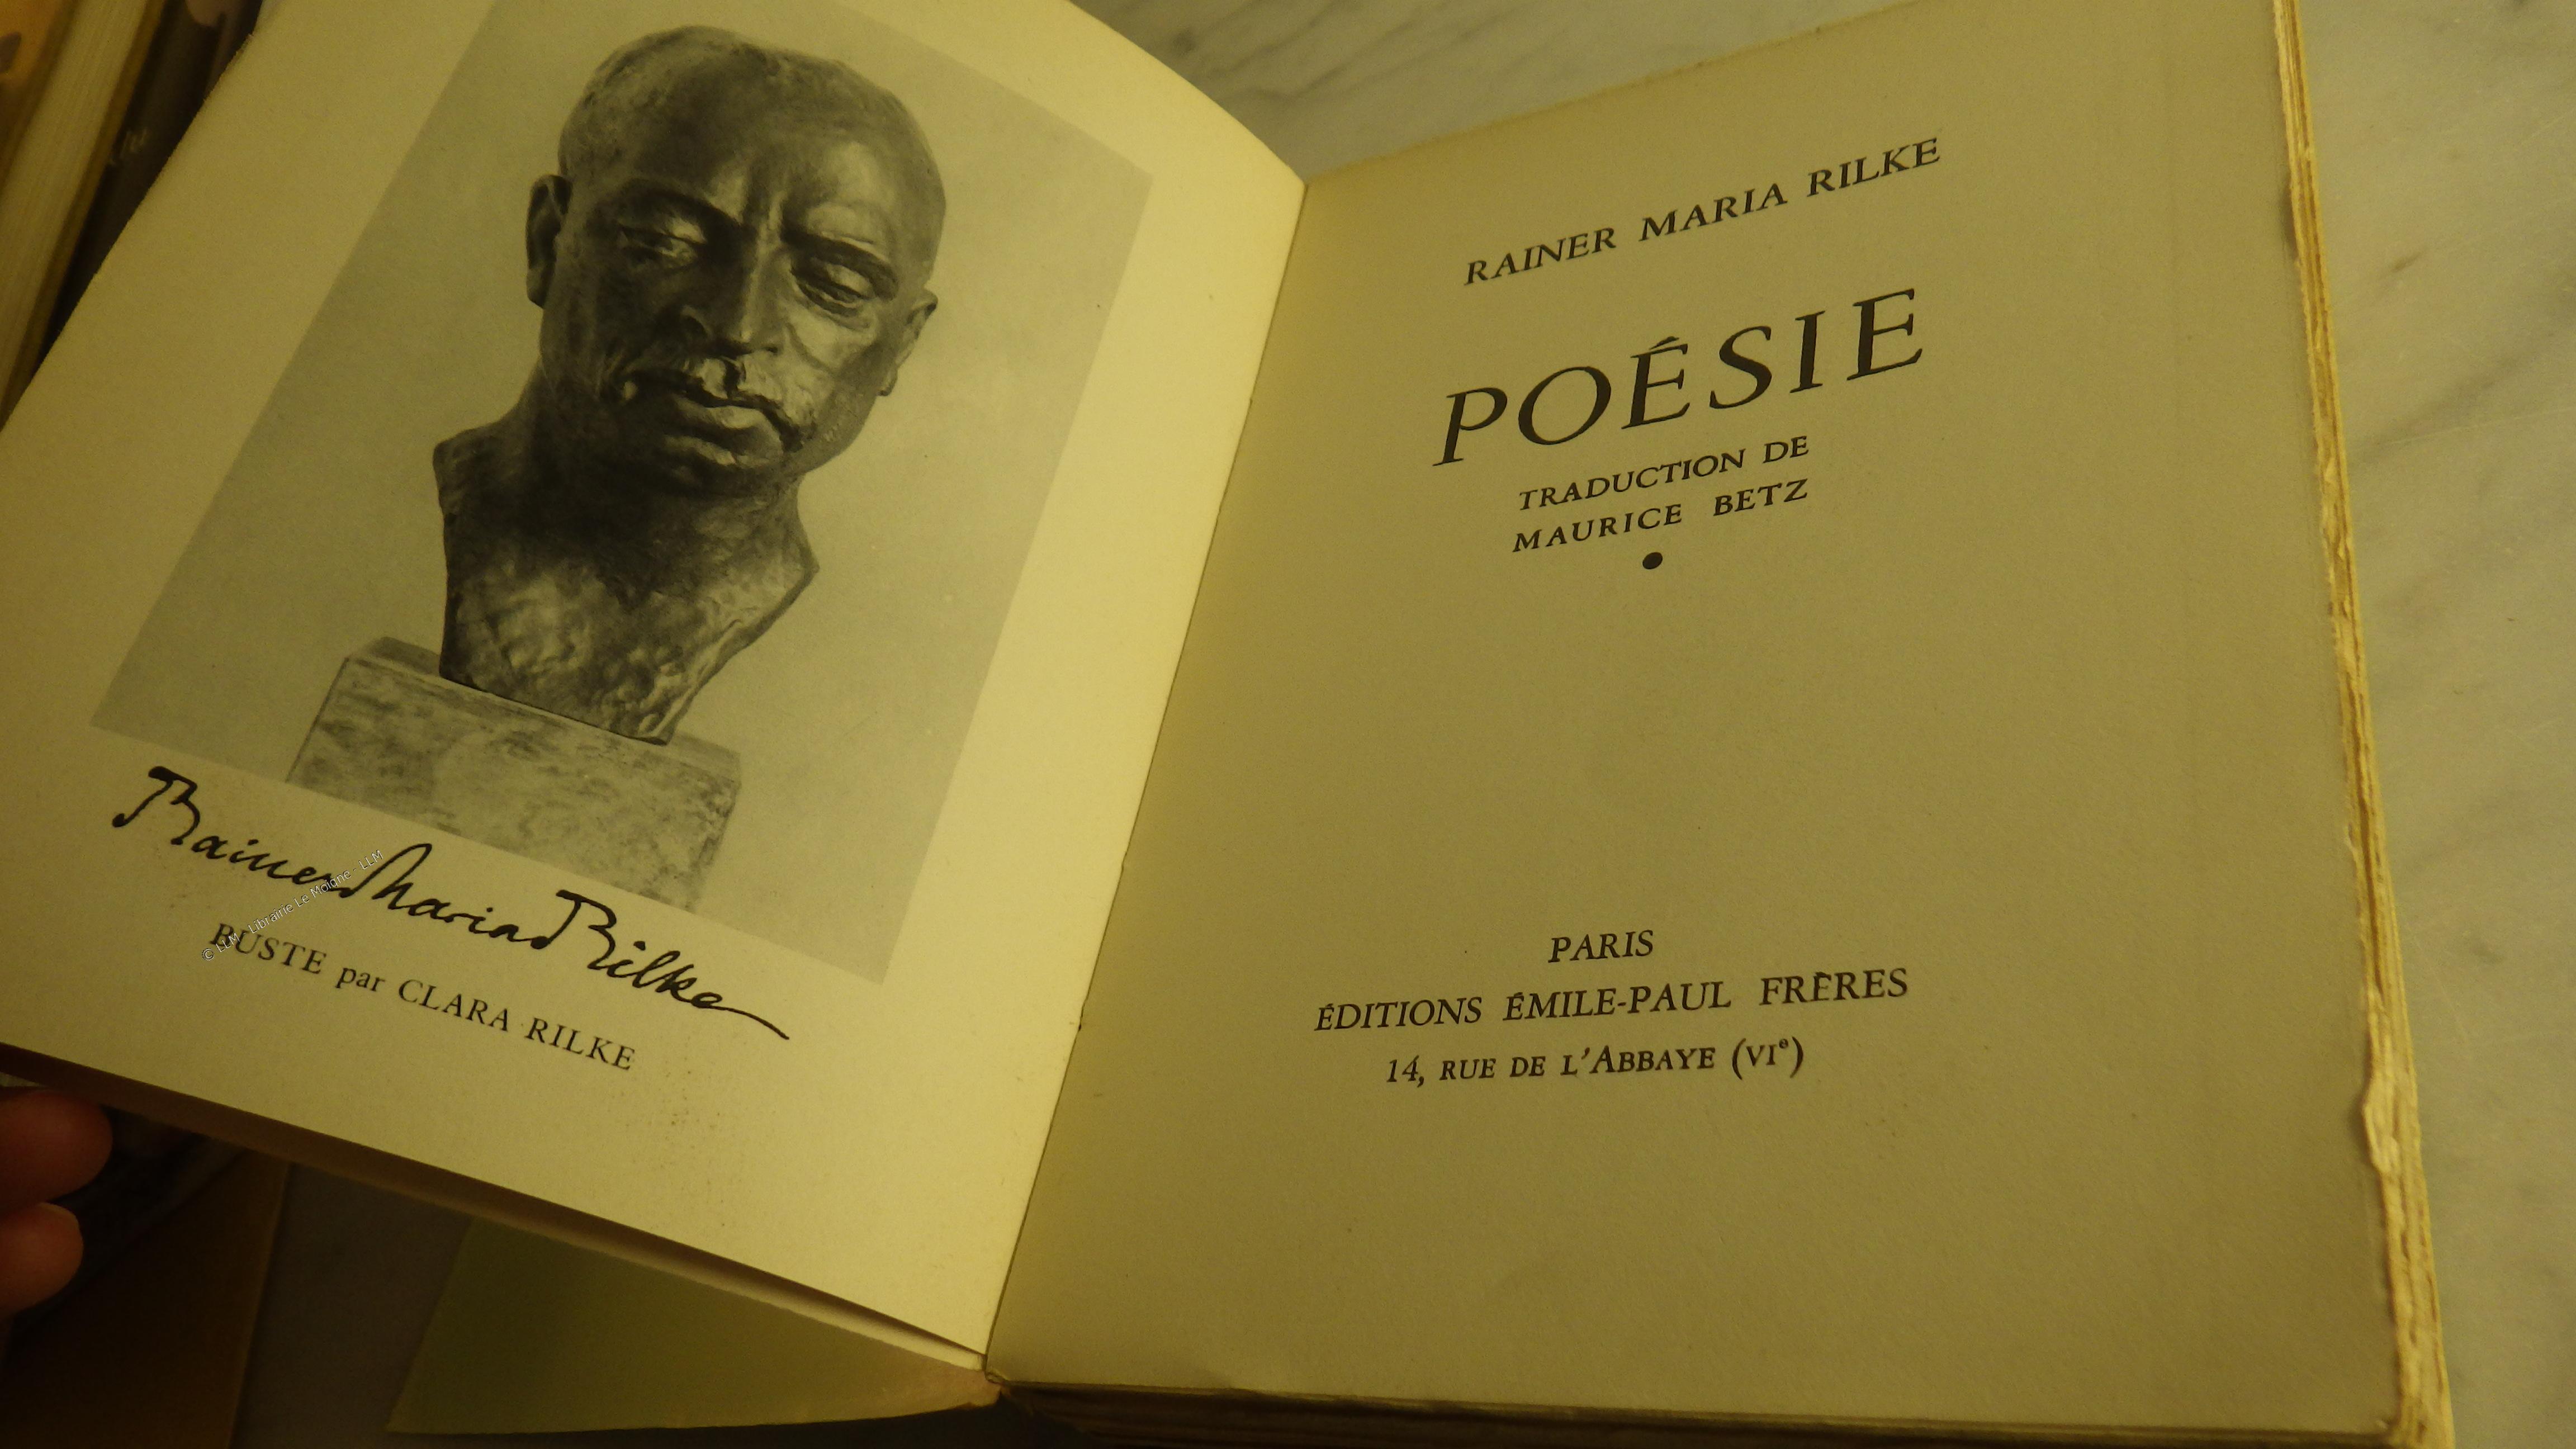 Rainer Maria Rilke
BUSTE par CLARA RILKE
© LLM - Librairie Le Moigne - LLM
RAINER MARIA RILKE
POÉSIE
TRADUCTION DE
MAURICE BETZ
•
PARIS
ÉDITIONS ÉMILE-PAUL FRÈRES
14, RUE DE L'ABBAYE (VIe)